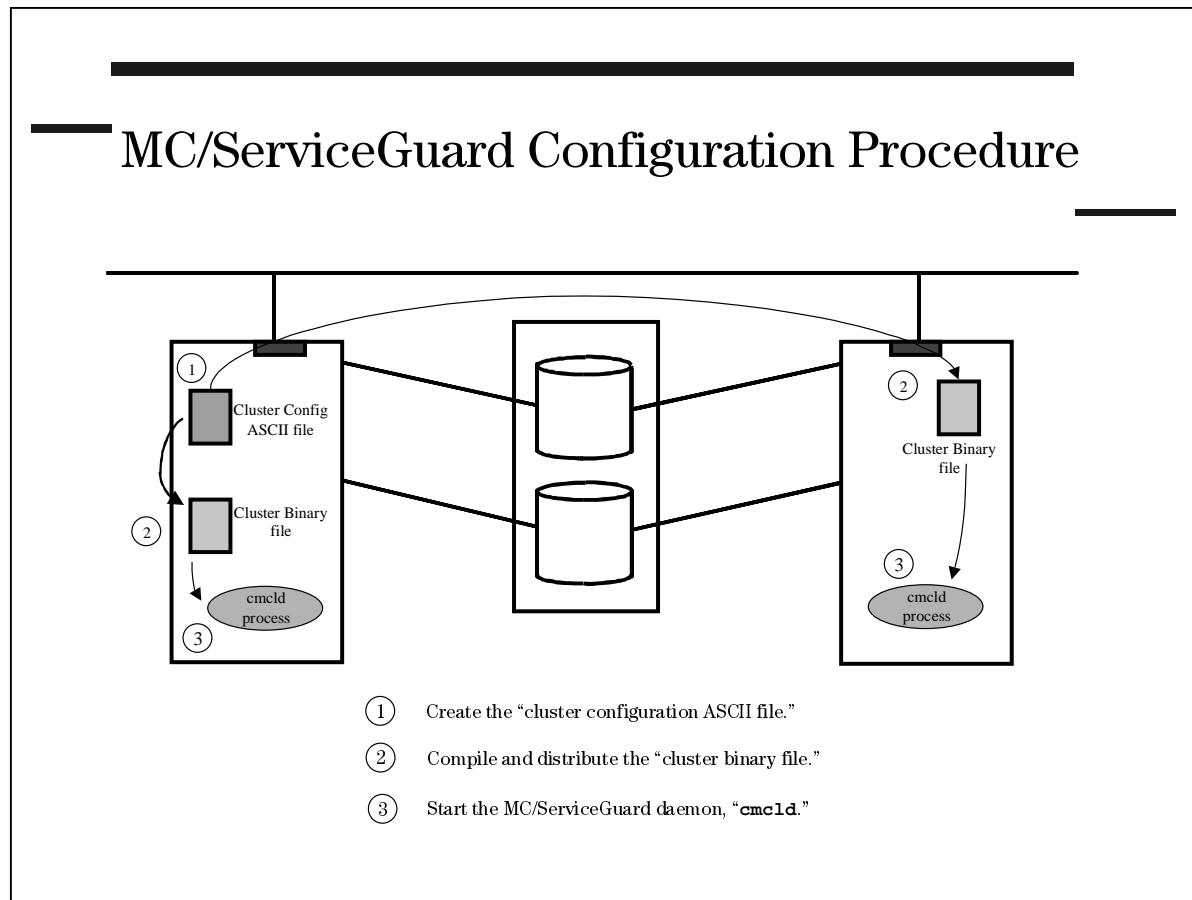 MC/ServiceGuard Configuration Procedure
1
Cluster Config
ASCII file
2
Cluster Binary
file
3
cmcld
process
2
Cluster Binary
file
3
cmcld
process
1 Create the “cluster configuration ASCII file.”
2 Compile and distribute the “cluster binary file.”
3 Start the MC/ServiceGuard daemon, “cmcld.”